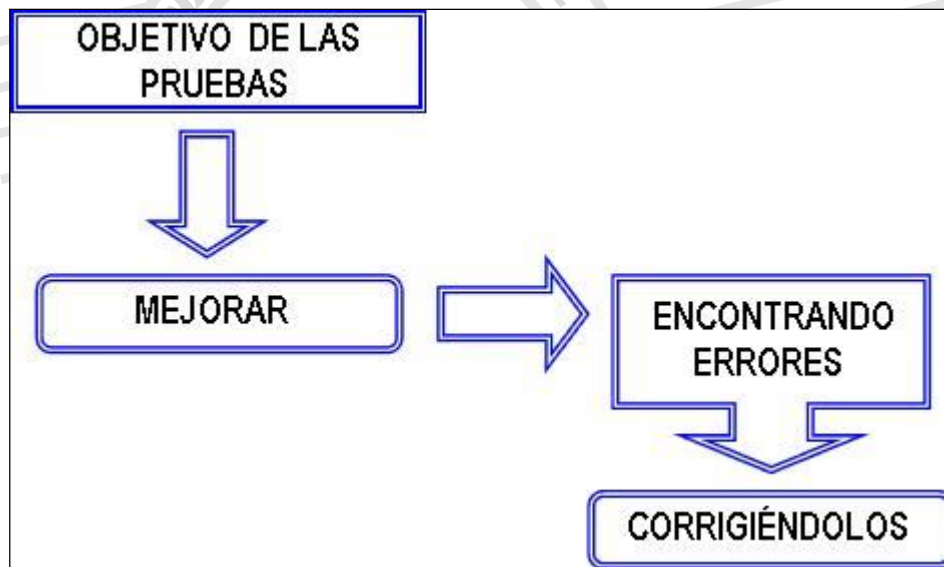 OBJETIVO DE LAS
PRUEBAS
MEJORAR
ENCONTRANDO
ERRORES
CORRIGIÉNDOLOS